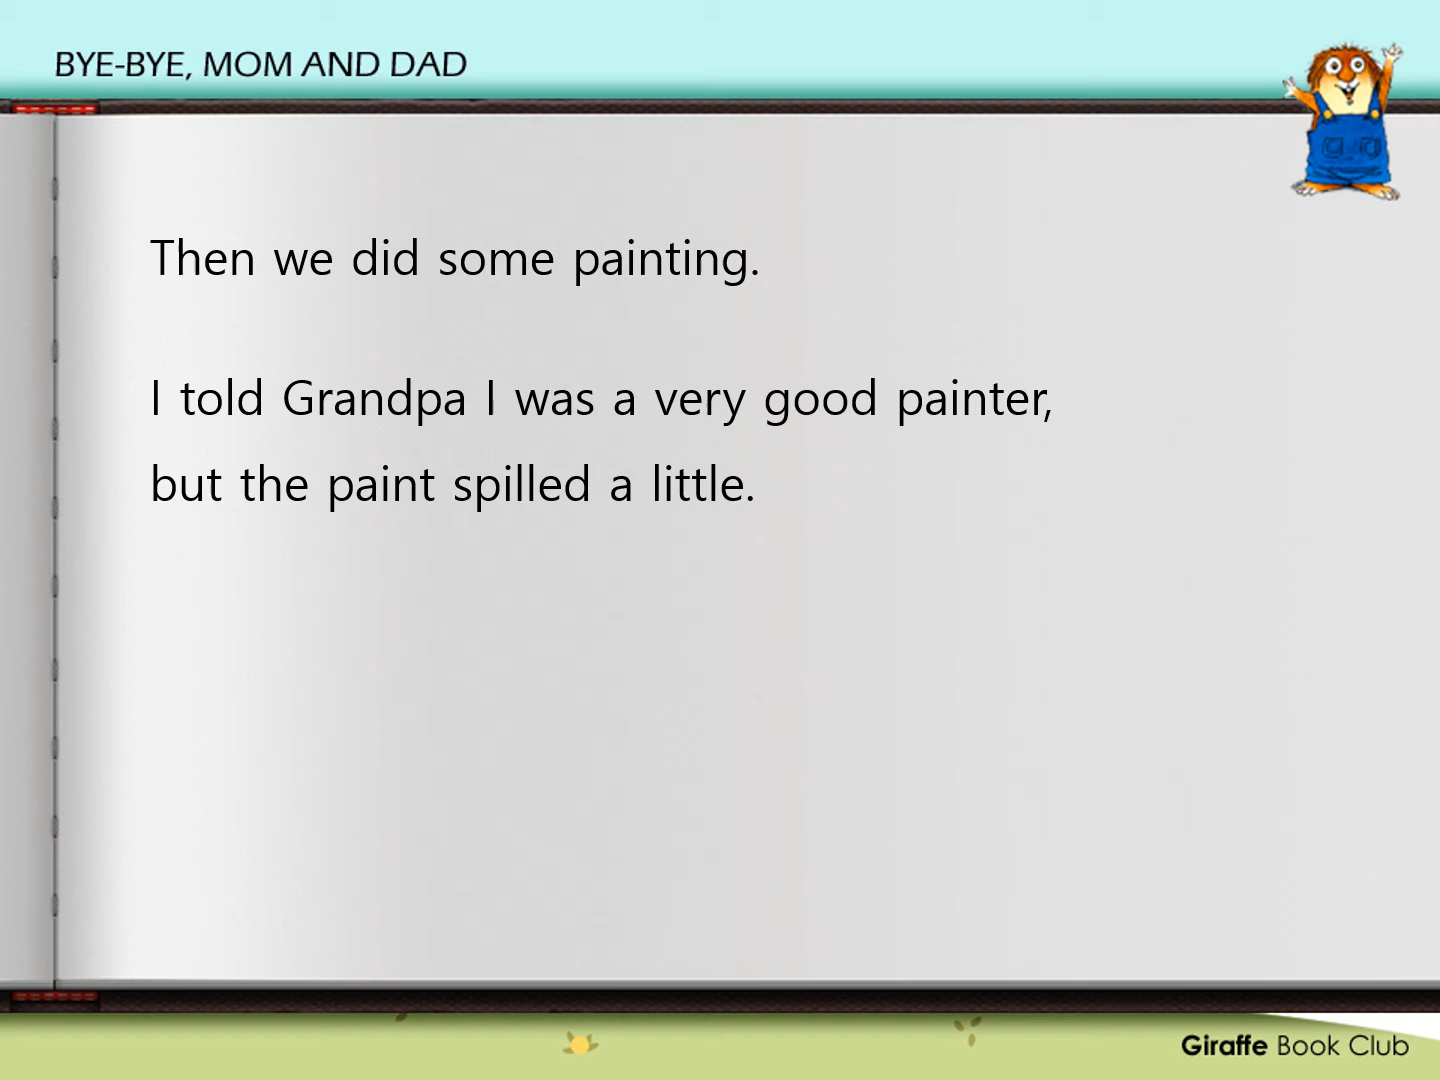 BYE-BYE, MOM AND DAD
Then we did some painting.
I told Grandpa I was a very good painter,
but the paint spilled a little.
Giraffe Book Club